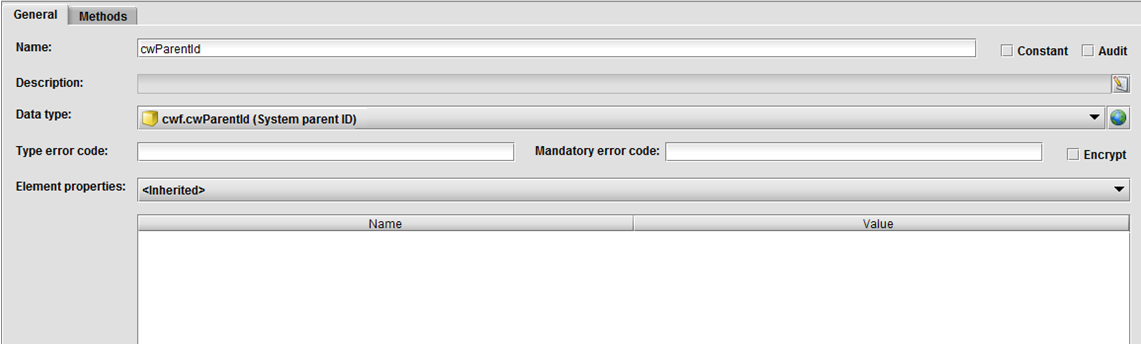 General Methods
Name: cwParentId Constant Audit
Description:
Data type: cwf.cwParentId (System parent ID)
Type error code: Mandatory error code: Encrypt
Element properties: <Inherited>
Name Value